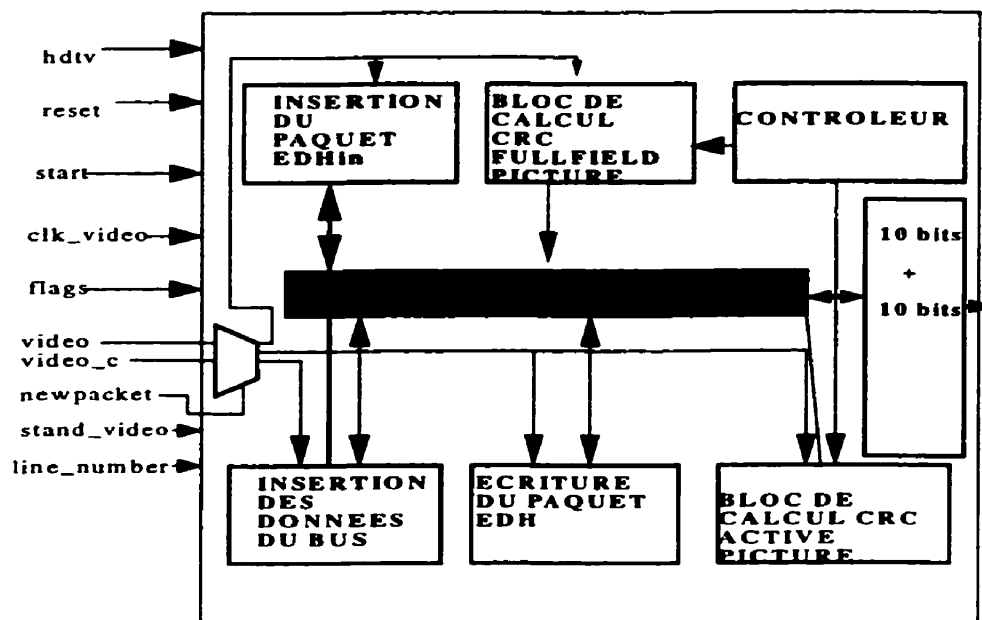 hdtv
reset
start
clk_video
flags
video
video_c
newpacket
stand_video
line_number
INSERTION
DU
PAQUET
EDHin
BLOC DE
CALCUL
CRC
FULLFIELD
PICTURE
CONTROLEUR
10 bits
+
10 bits
INSERTION
DES
DONNEES
DU BUS
ECRITURE
DU PAQUET
EDH
BLOC DE
CALCUL CRC
ACTIVE
PICTURE